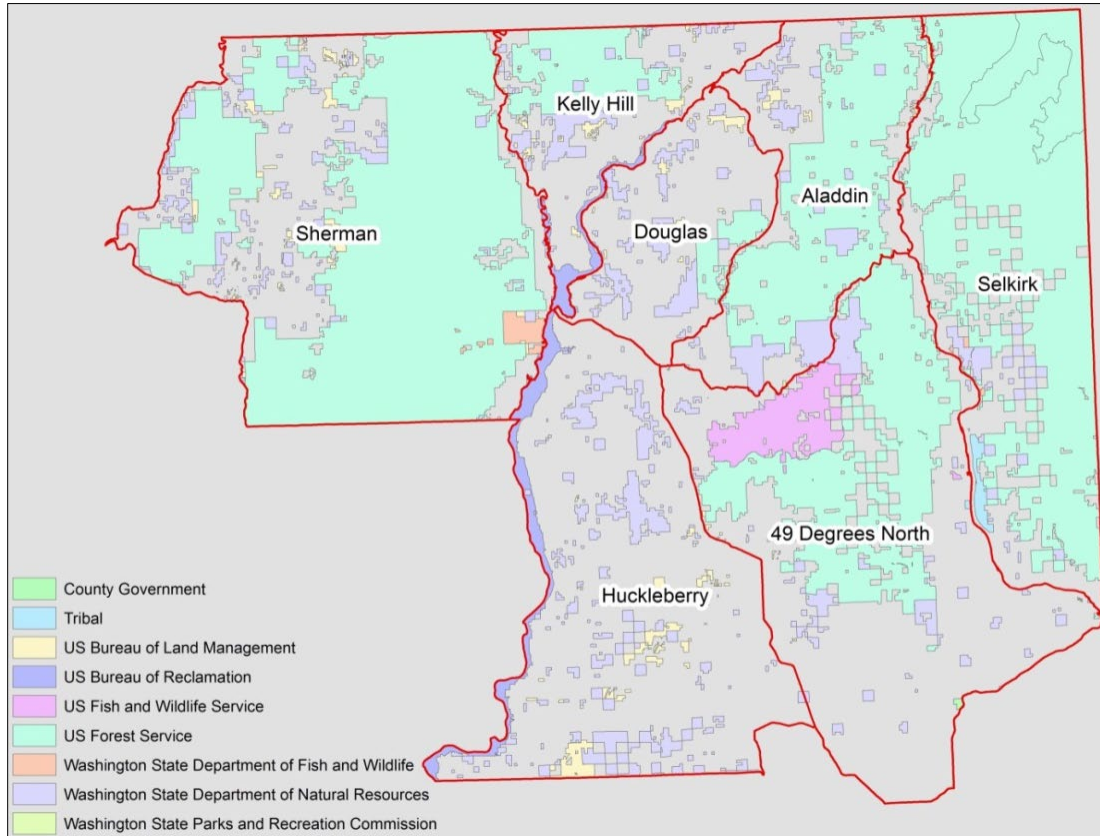 Kelly Hill
Aladdin
Sherman
Douglas
Selkirk
49 Degrees North
Huckleberry
County Government
Tribal
US Bureau of Land Management
US Bureau of Reclamation
US Fish and Wildlife Service
US Forest Service
Washington State Department of Fish and Wildlife
Washington State Department of Natural Resources
Washington State Parks and Recreation Commission